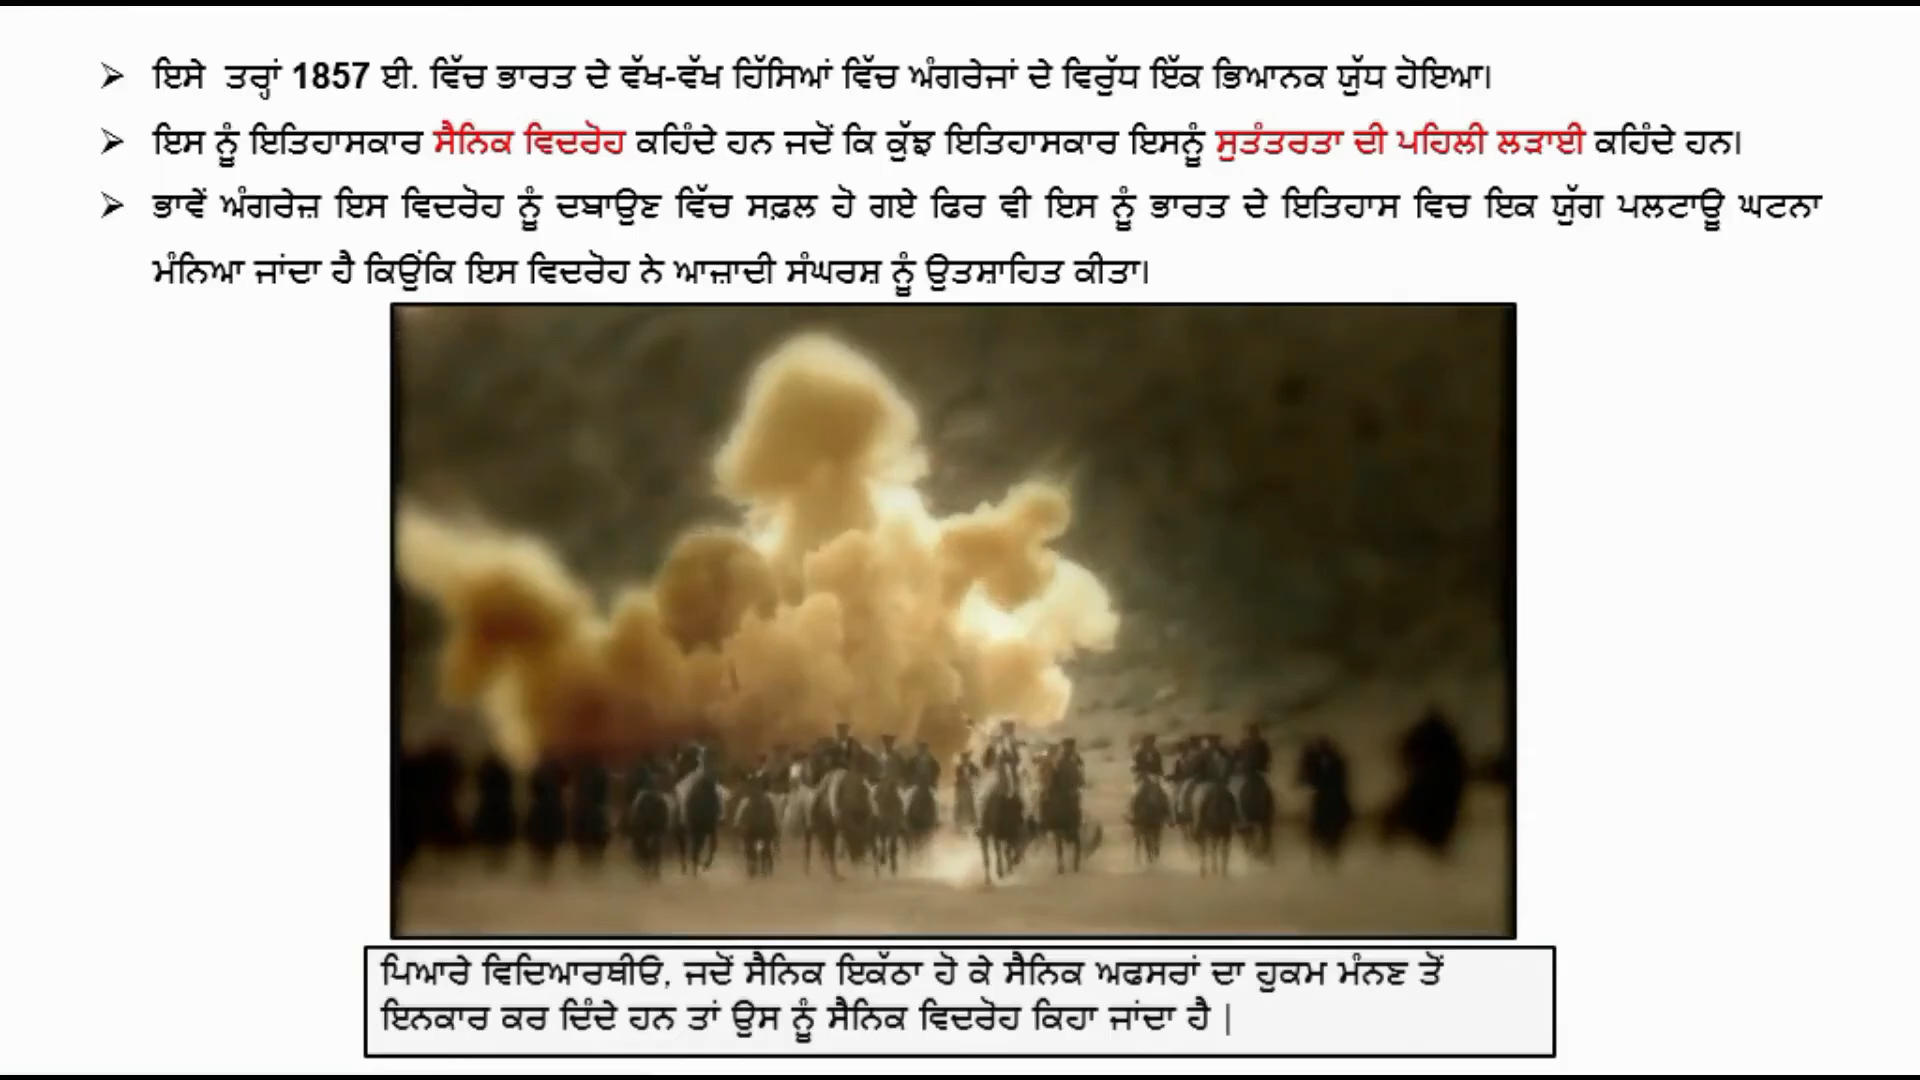 ➢ ਇਸੇ ਤਰ੍ਹਾਂ 1857 ਈ. ਵਿੱਚ ਭਾਰਤ ਦੇ ਵੱਖ-ਵੱਖ ਹਿੱਸਿਆਂ ਵਿੱਚ ਅੰਗਰੇਜਾਂ ਦੇ ਵਿਰੁੱਧ ਇੱਕ ਭਿਆਨਕ ਯੁੱਧ ਹੋਇਆ।
➢ ਇਸ ਨੂੰ ਇਤਿਹਾਸਕਾਰ ਸੈਨਿਕ ਵਿਦਰੋਹ ਕਹਿੰਦੇ ਹਨ ਜਦੋਂ ਕਿ ਕੁੱਝ ਇਤਿਹਾਸਕਾਰ ਇਸਨੂੰ ਸੁਤੰਤਰਤਾ ਦੀ ਪਹਿਲੀ ਲੜਾਈ ਕਹਿੰਦੇ ਹਨ।
➢ ਭਾਵੇਂ ਅੰਗਰੇਜ਼ ਇਸ ਵਿਦਰੋਹ ਨੂੰ ਦਬਾਉਣ ਵਿੱਚ ਸਫ਼ਲ ਹੋ ਗਏ ਫਿਰ ਵੀ ਇਸ ਨੂੰ ਭਾਰਤ ਦੇ ਇਤਿਹਾਸ ਵਿਚ ਇਕ ਯੁੱਗ ਪਲਟਾਊ ਘਟਨਾ
ਮੰਨਿਆ ਜਾਂਦਾ ਹੈ ਕਿਉਂਕਿ ਇਸ ਵਿਦਰੋਹ ਨੇ ਆਜ਼ਾਦੀ ਸੰਘਰਸ਼ ਨੂੰ ਉਤਸ਼ਾਹਿਤ ਕੀਤਾ।
ਪਿਆਰੇ ਵਿਦਿਆਰਥੀਓ, ਜਦੋਂ ਸੈਨਿਕ ਇਕੱਠਾ ਹੋ ਕੇ ਸੈਨਿਕ ਅਫਸਰਾਂ ਦਾ ਹੁਕਮ ਮੰਨਣ ਤੋਂ
ਇਨਕਾਰ ਕਰ ਦਿੰਦੇ ਹਨ ਤਾਂ ਉਸ ਨੂੰ ਸੈਨਿਕ ਵਿਦਰੋਹ ਕਿਹਾ ਜਾਂਦਾ ਹੈ |